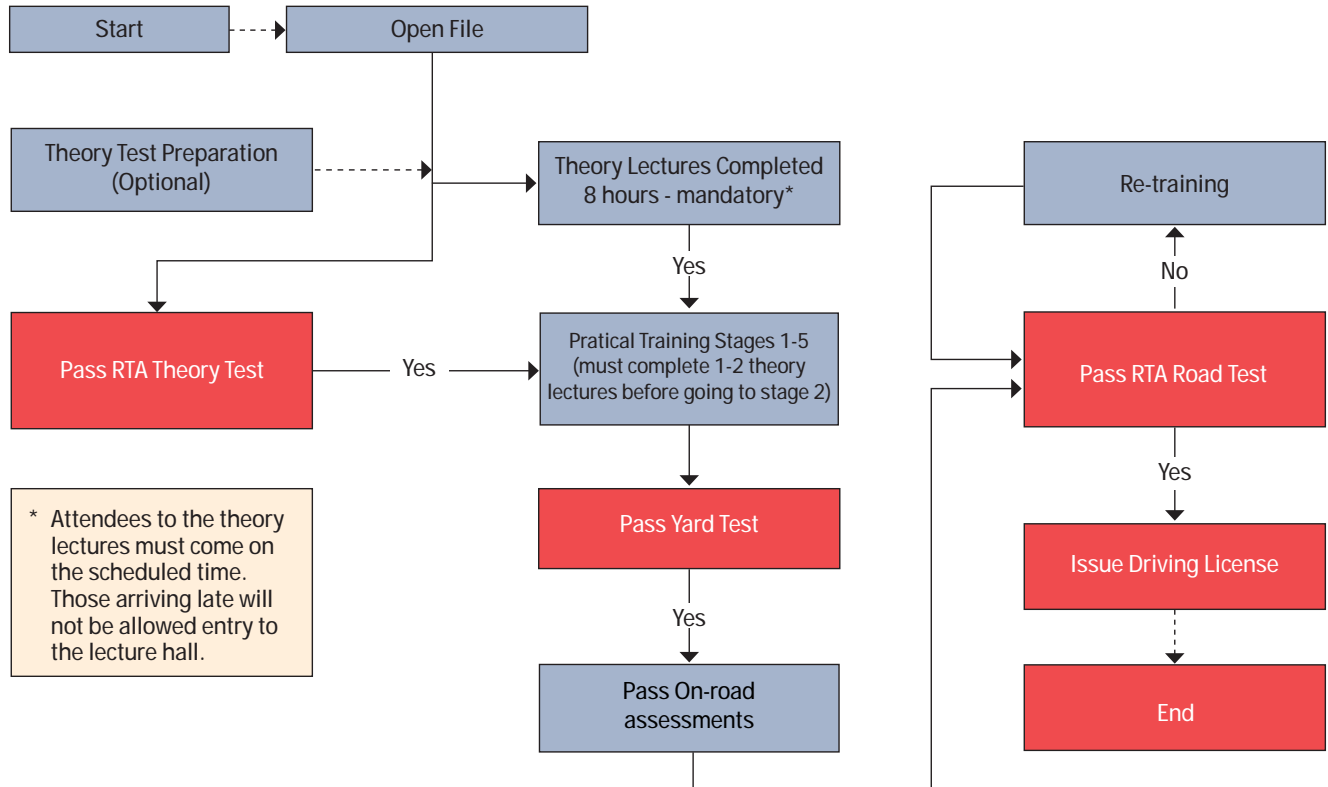 Start
Open File
Theory Test Preparation
(Optional)
Theory Lectures Completed
8 hours - mandatory*
Re-training
Yes
No
Pass RTA Theory Test
Yes
Pratical Training Stages 1-5
(must complete 1-2 theory
lectures before going to stage 2)
Pass RTA Road Test
Yes
* Attendees to the theory
lectures must come on
the scheduled time.
Those arriving late will
not be allowed entry to
the lecture hall.
Pass Yard Test
Issue Driving License
Yes
Pass On-road
assessments
End